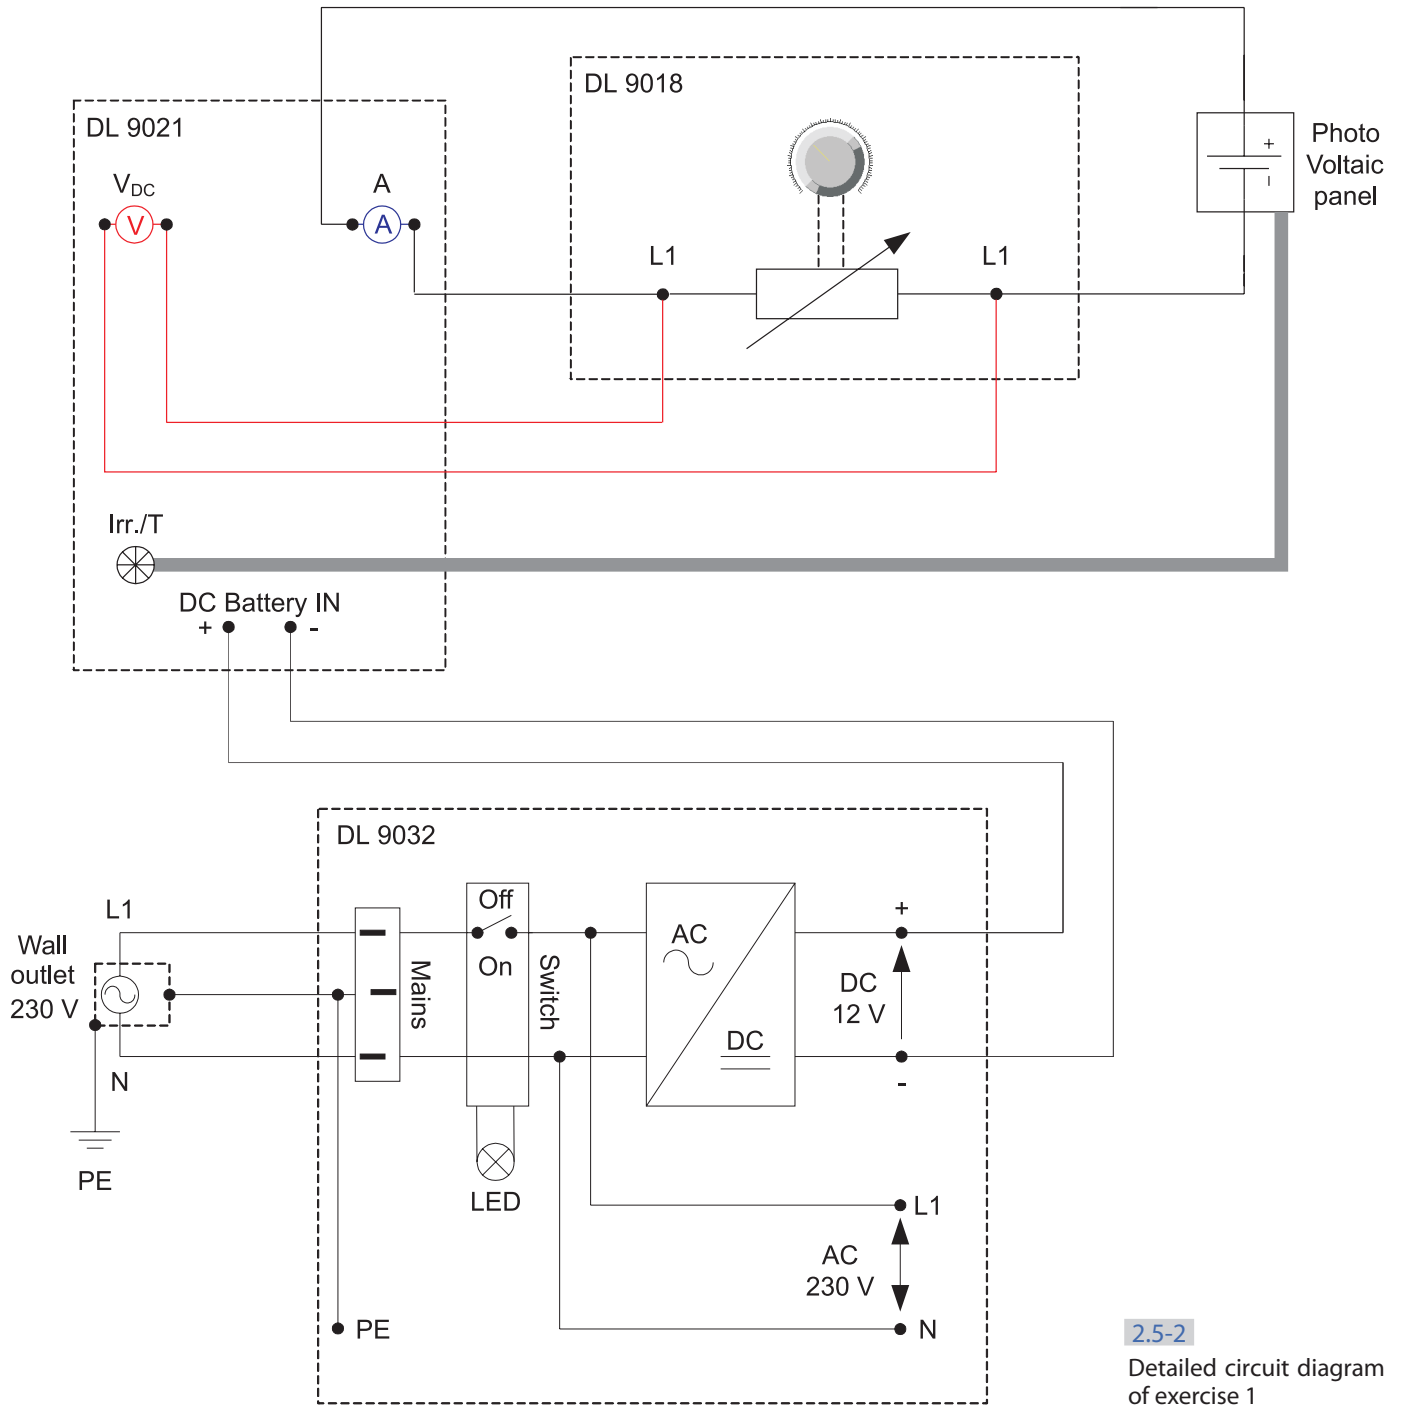 DL 9018
DL 9021
Photo
Voltaic
panel
+
-
VDC
V
A
A
L1
L1
Irr./T
DC Battery IN
+
-
DL 9032
L1
Wall
outlet
230 V
N
PE
Mains
Off
On
Switch
LED
AC
DC
+
DC
12 V
-
L1
AC
230 V
N
PE
2.5-2
Detailed circuit diagram
of exercise 1